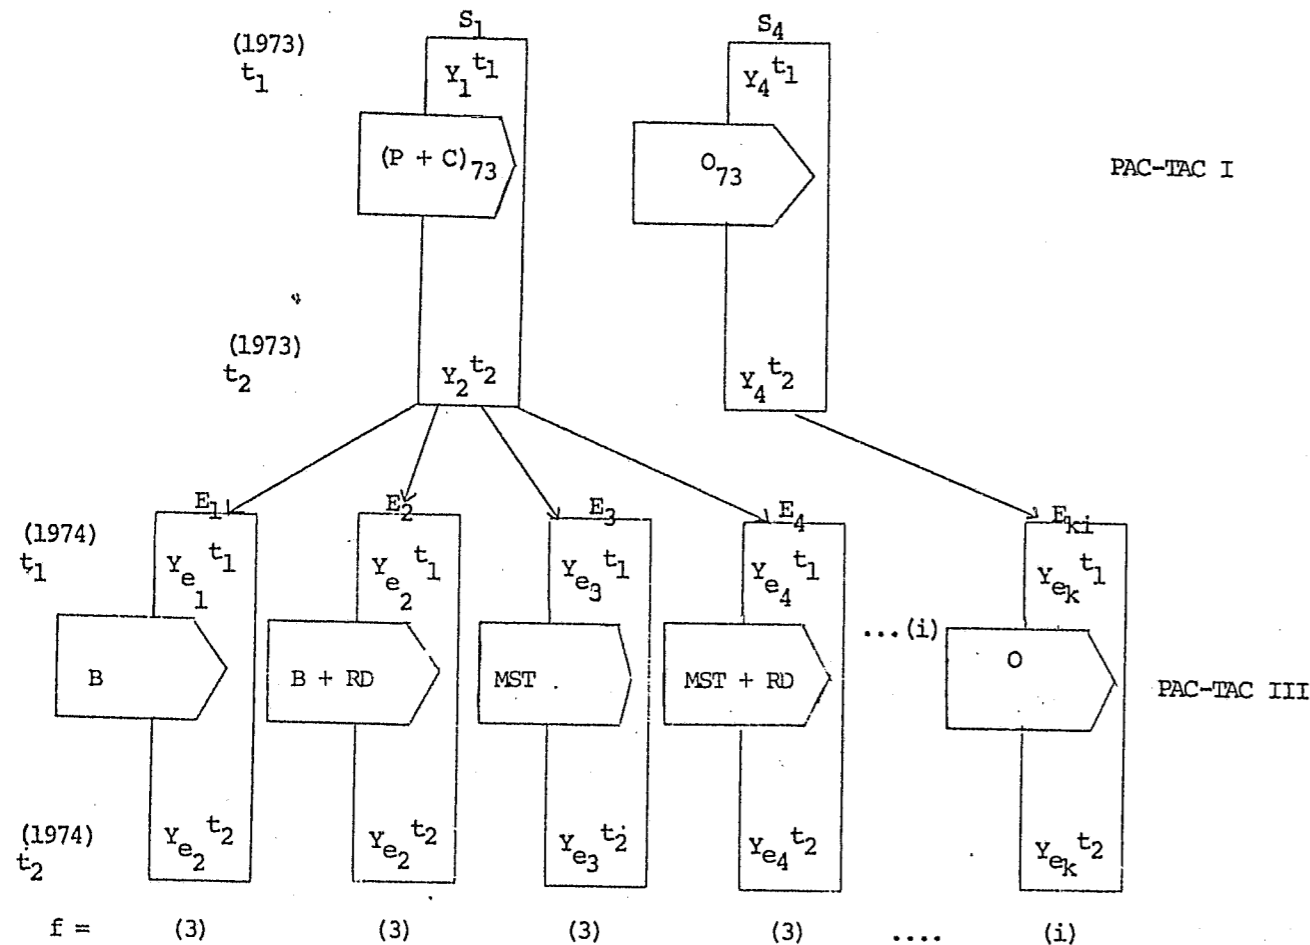 (1973)
t1
S1
S4
Y1 t1
Y4 t1
(P + C)73
O73
PAC-TAC I
(1973)
t2
Y2 t2
Y4 t2
(1974)
t1
E1
E2
E3
E4
Eki
Ye1 t1
Ye2 t1
Ye3 t1
Ye4 t1
Yek t1
B
B + RD
MST
MST + RD
...(i)
O
PAC-TAC III
(1974)
t2
Ye2 t2
Ye2 t2
Ye3 t2
Ye4 t2
Yek t2
f = (3) (3) (3) (3) .... (i)